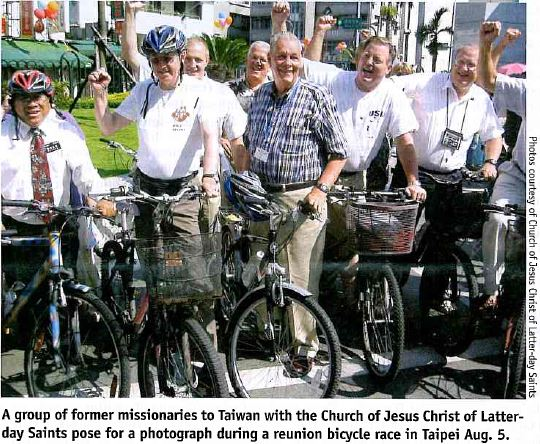 Photos courtesy of Church of Jesus Christ of Latter-day Saints
A group of former missionaries to Taiwan with the Church of Jesus Christ of Latter-
day Saints pose for a photograph during a reunion bicycle race in Taipei Aug. 5.